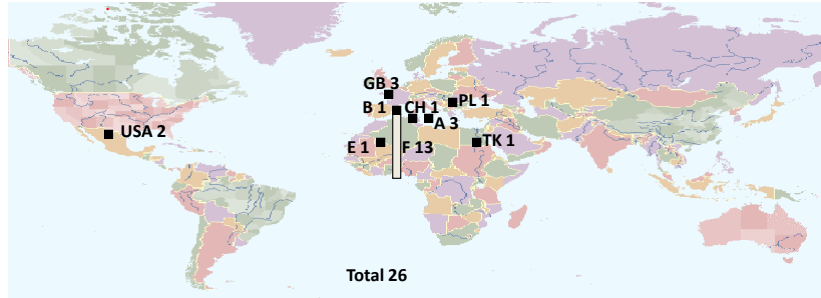 GB 3
B 1 CH 1 PL 1
USA 2 A 3
E 1 F 13 TK 1
Total 26